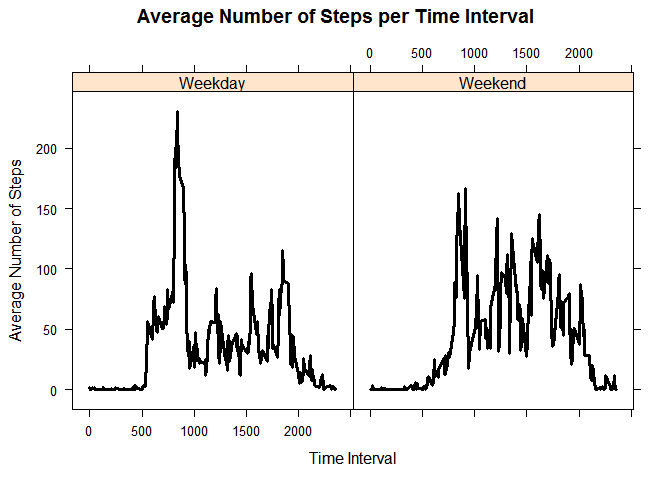 Average Number of Steps per Time Interval
0 500 1000 1500 2000
Weekday Weekend
200
150
100
50
0
Average Number of Steps
0 500 1000 1500 2000
Time Interval